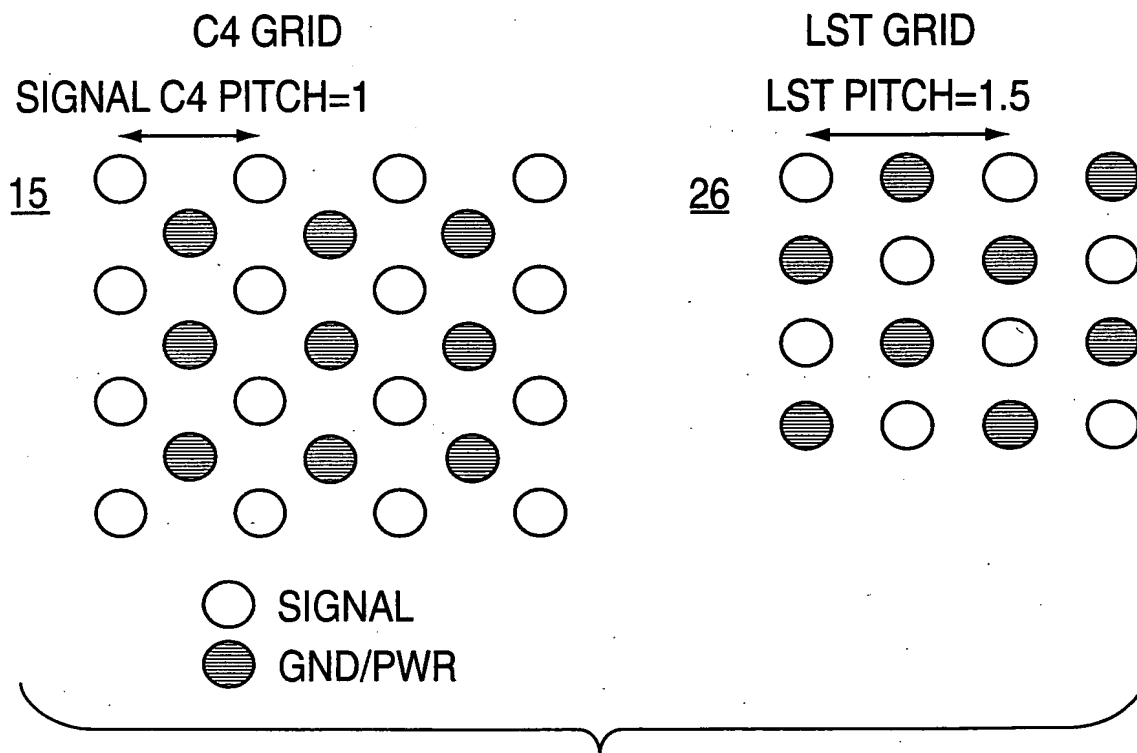 C4 GRID
SIGNAL C4 PITCH=1
15
LST GRID
LST PITCH=1.5
26
SIGNAL
GND/PWR